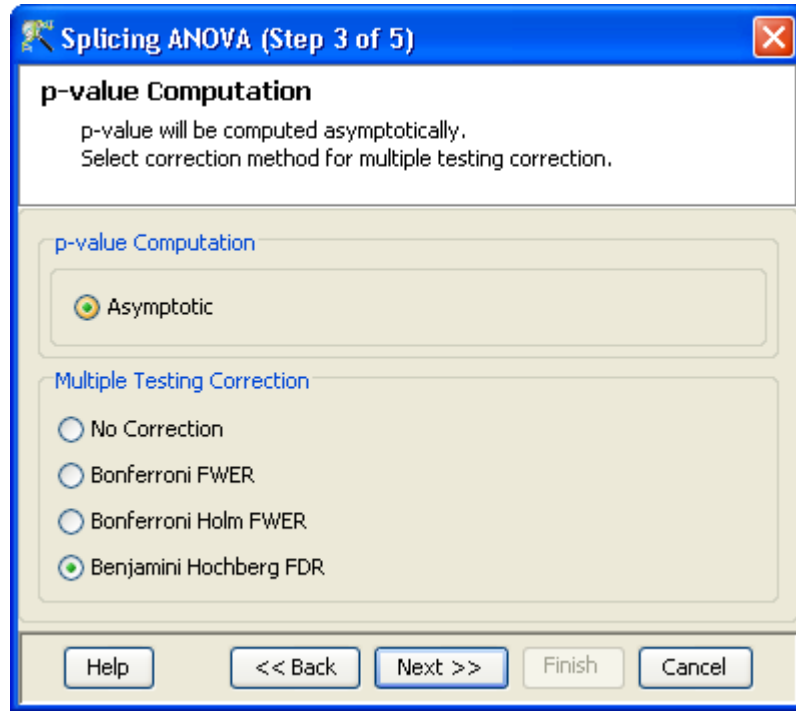 Splicing ANOVA (Step 3 of 5)
p-value Computation
p-value will be computed asymptotically.
Select correction method for multiple testing correction.
p-value Computation
Asymptotic
Multiple Testing Correction
No Correction
Bonferroni FWER
Bonferroni Holm FWER
Benjamini Hochberg FDR
Help
<< Back
Next >>
Finish
Cancel